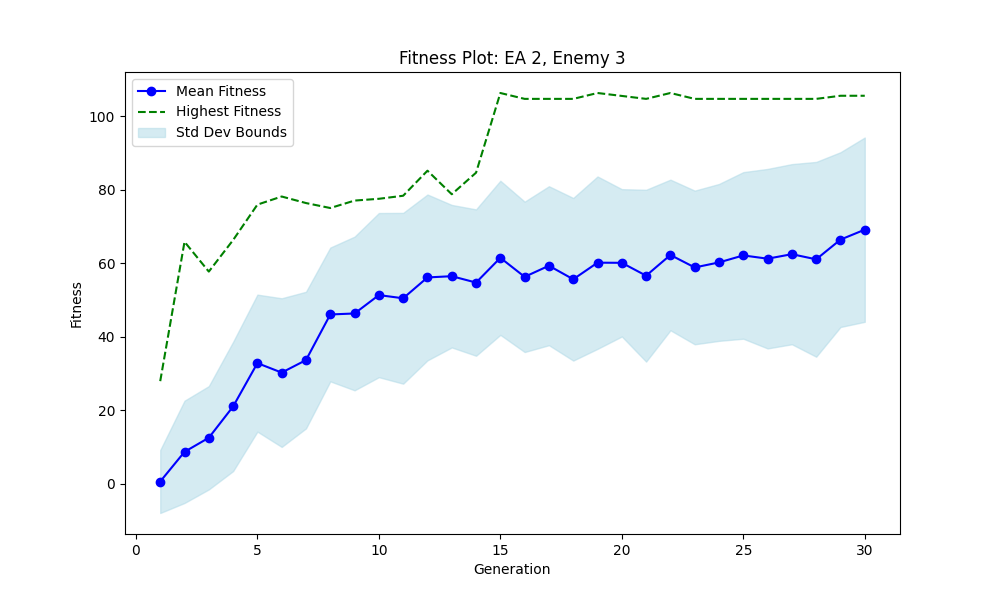 Fitness Plot: EA 2, Enemy 3
Mean Fitness
Highest Fitness
Std Dev Bounds
Fitness
100
80
60
40
20
0
0 5 10 15 20 25 30
Generation